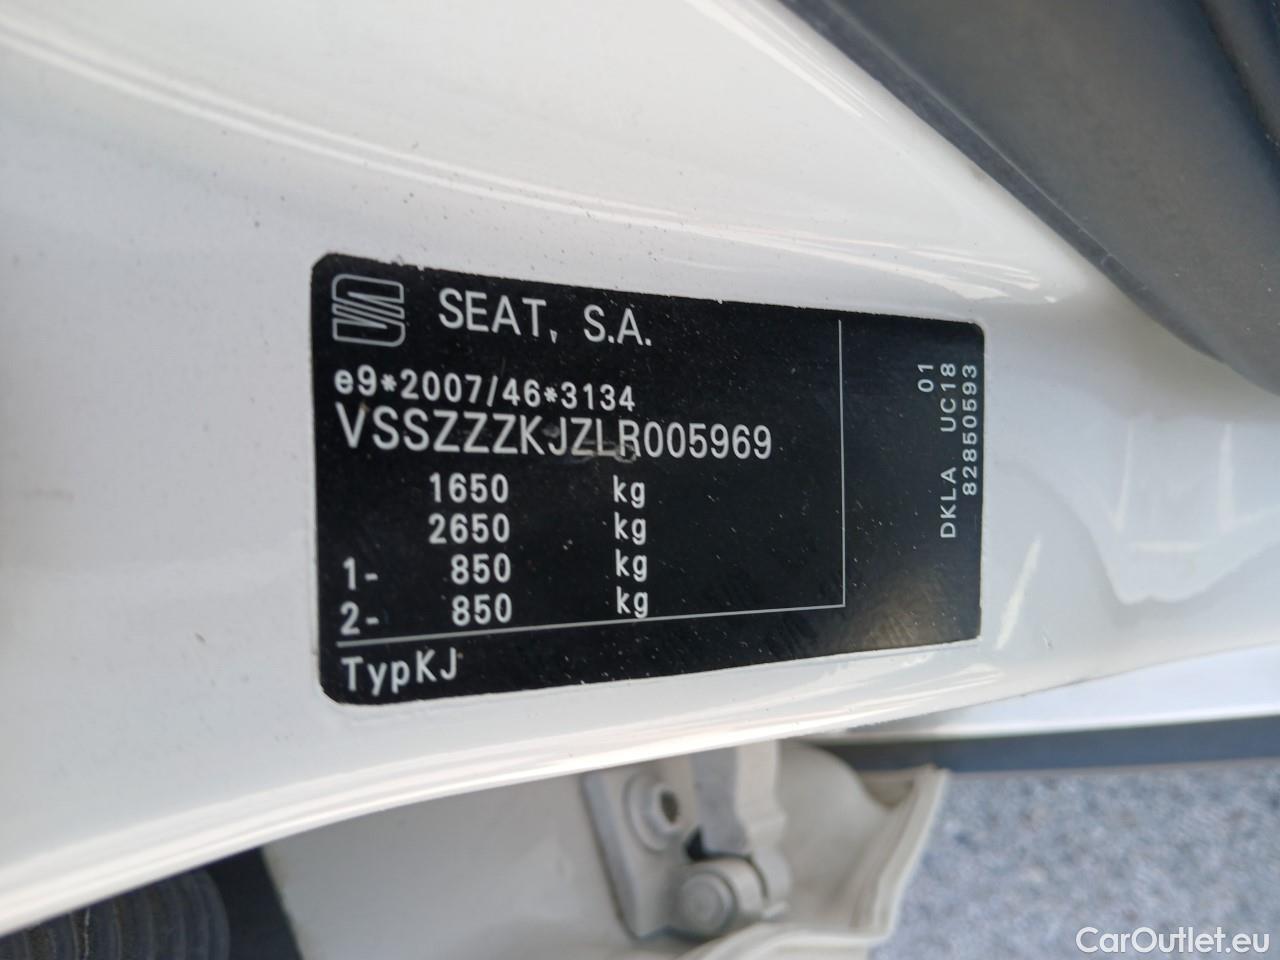 SEAT, S.A.
e9*2007/46*3134
VSSZZZKJZLR005969
1650 kg
2650 kg
1- 850 kg
2- 850 kg
TypKJ
01
DKLA UC18
82850593
CarOutlet.eu